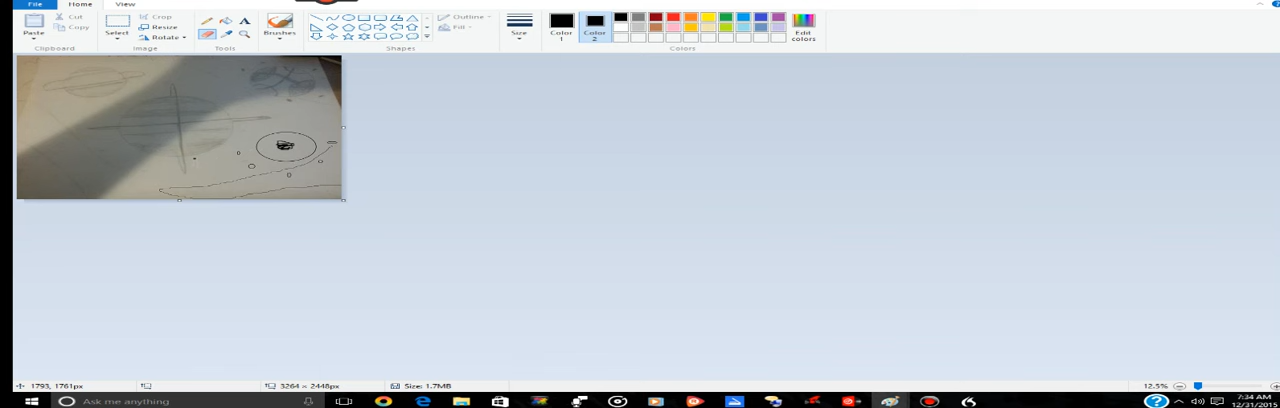 File Home View
Paste Cut Copy Clipboard
Select Crop Resize Rotate Image
Tools
Brushes
Shapes
Outline Fill
Size
Color 1 Color 2 Colors
Edit colors
1793, 1761px 3264 × 2448px Size: 1.7MB 12.5%
Ask me anything 7:34 AM
12/31/2015